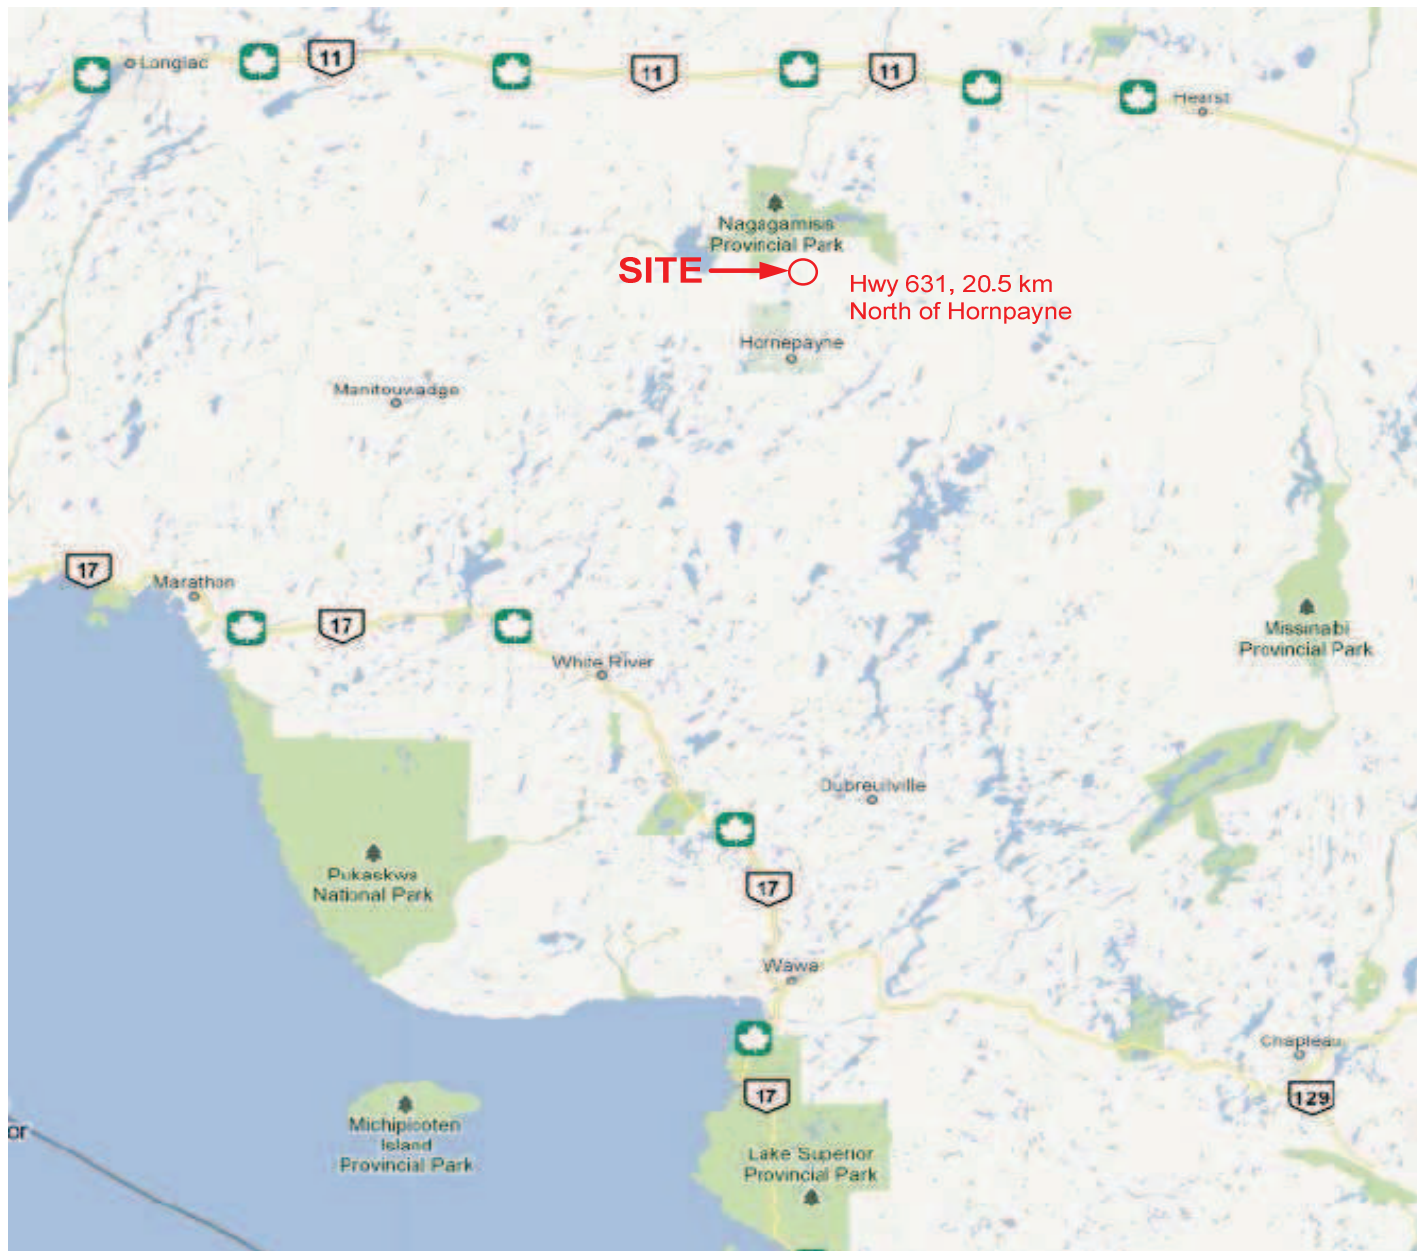 Longlac
11
11
11
Hearst
Nagagamisis
Provincial Park
SITE
Hwy 631, 20.5 km
North of Hornpayne
Hornepayne
Manitouwadge
17
Marathon
17
White River
Missinabi
Provincial Park
Dubreuilville
Pukaskwa
National Park
17
Wawa
Chapleau
17
129
Michipicoten
Island
Provincial Park
Lake Superior
Provincial Park
or